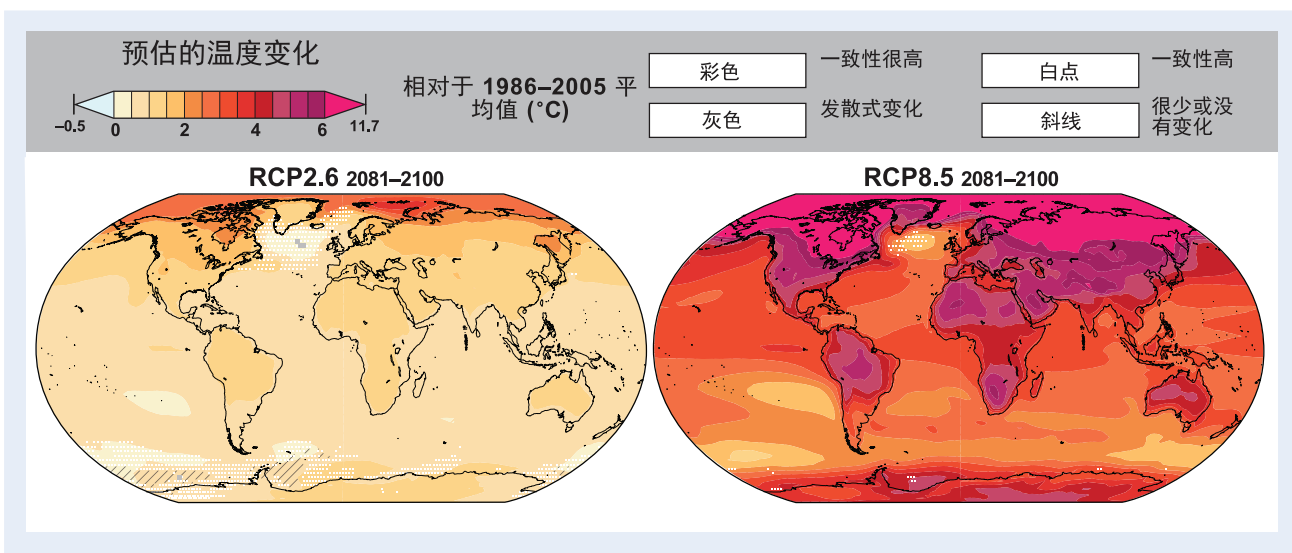 预估的温度变化
–0.5 0 2 4 6 11.7
相对于 1986–2005 平
均值 (°C)
彩色
一致性很高
白点
一致性高
灰色
发散式变化
斜线
很少或没
有变化
RCP2.6 2081–2100
RCP8.5 2081–2100